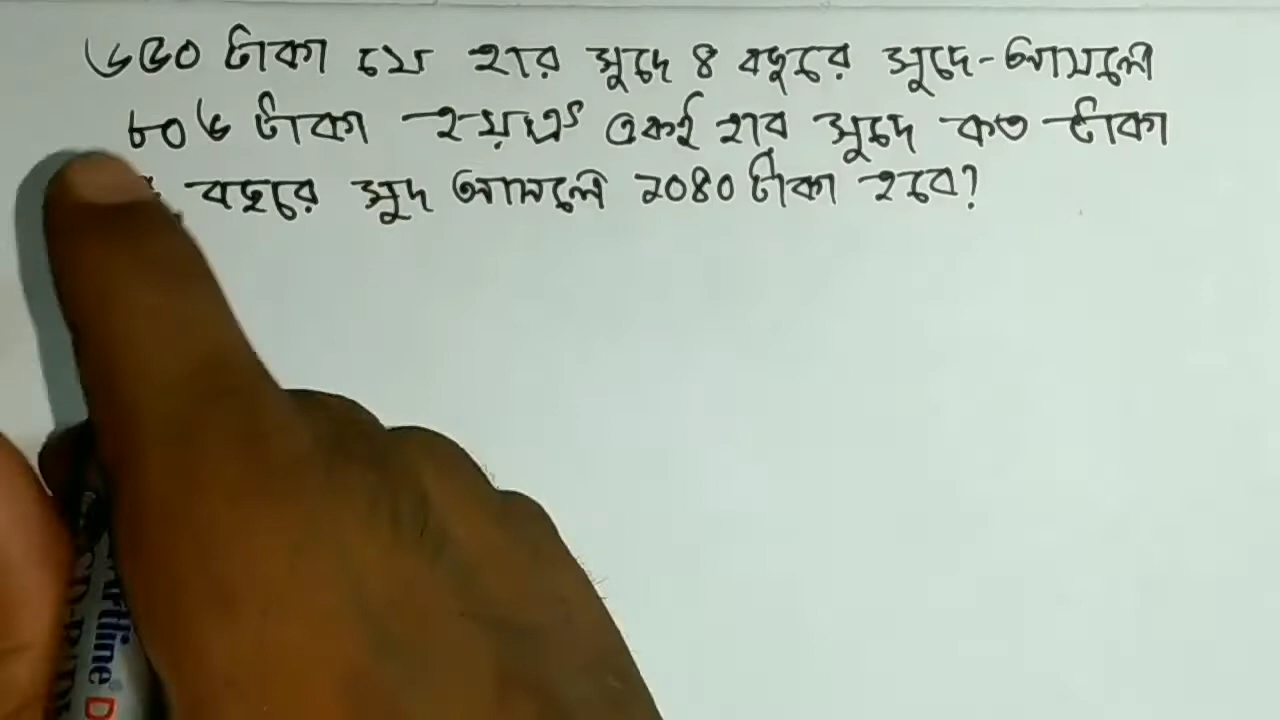 ৬৫০ টাকা যে হার সুদে ৪ বছরে সুদে-আসলে
৮০৬ টাকা হয়, ঐ একই হার সুদে কত টাকা
বছরে সুদ আসলে ১০৪০ টাকা হবে?